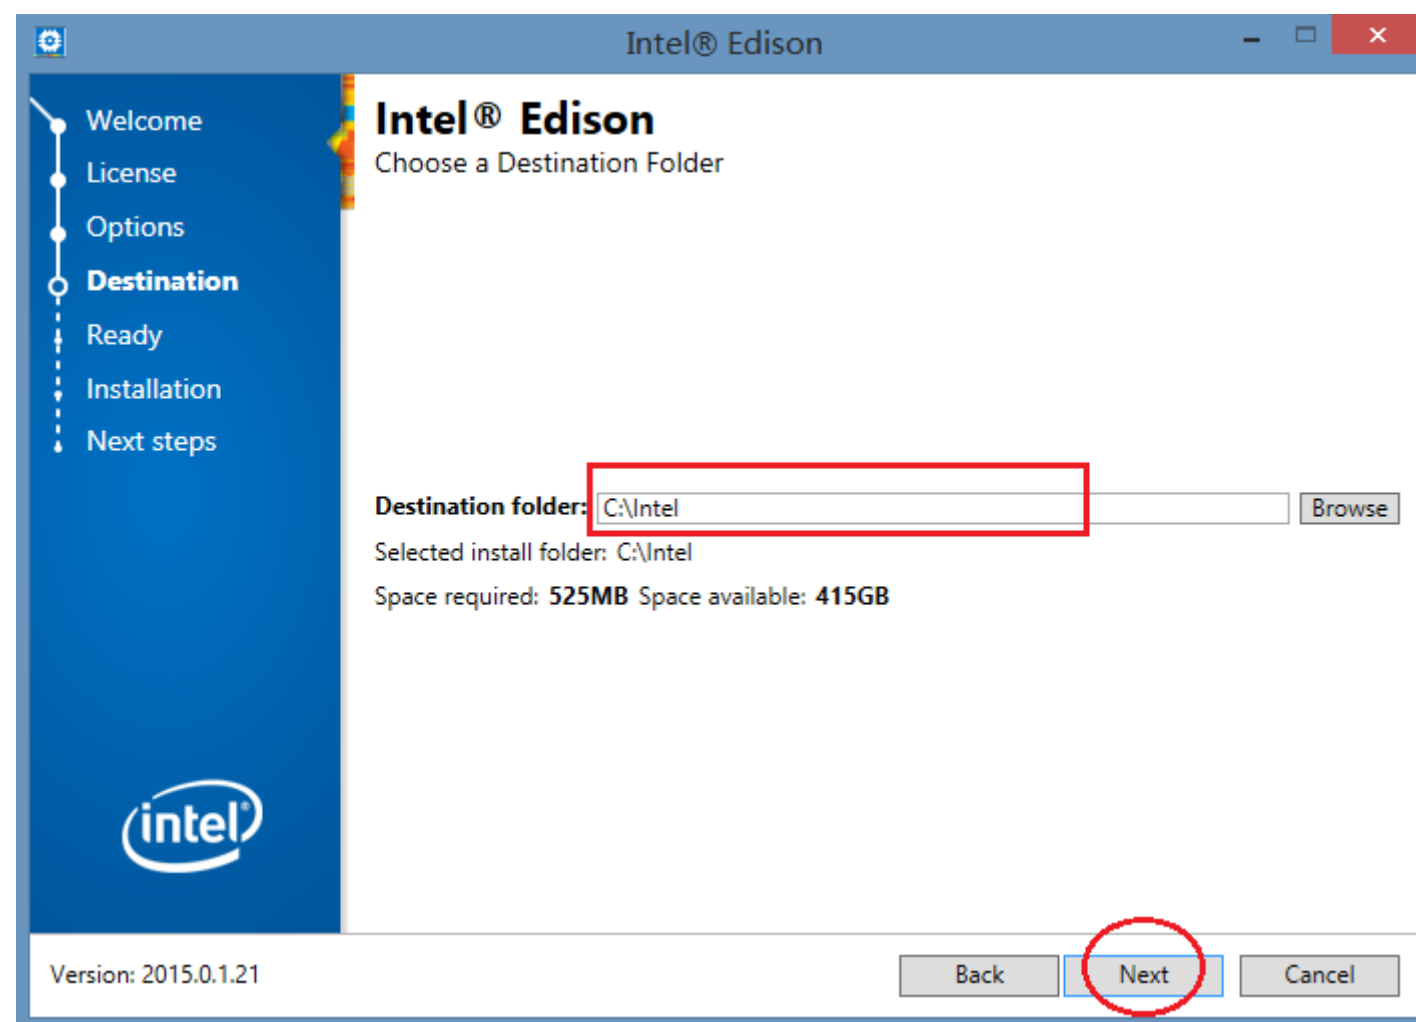 Intel® Edison
Welcome
License
Options
Destination
Ready
Installation
Next steps
intel®
Intel® Edison
Choose a Destination Folder
Destination folder: C:\Intel Browse
Selected install folder: C:\Intel
Space required: 525MB Space available: 415GB
Version: 2015.0.1.21 Back Next Cancel